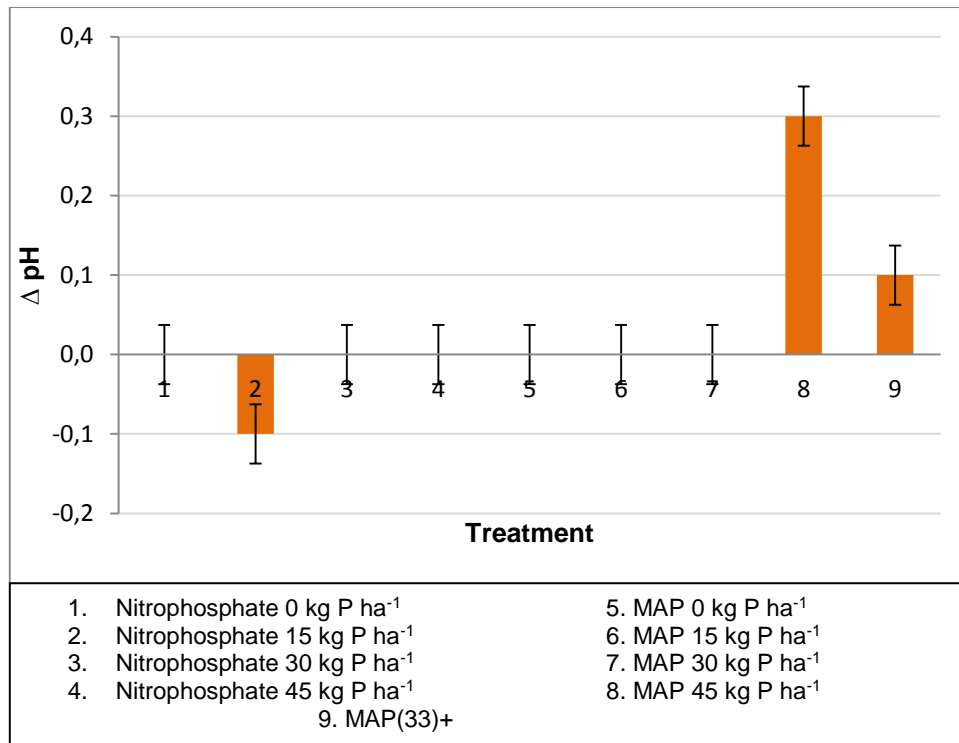 0,4
0,3
0,2
0,1
0,0
-0,1
-0,2
Δ pH
1 2 3 4 5 6 7 8 9
Treatment
1. Nitrophosphate 0 kg P ha⁻¹ 5. MAP 0 kg P ha⁻¹
2. Nitrophosphate 15 kg P ha⁻¹ 6. MAP 15 kg P ha⁻¹
3. Nitrophosphate 30 kg P ha⁻¹ 7. MAP 30 kg P ha⁻¹
4. Nitrophosphate 45 kg P ha⁻¹ 8. MAP 45 kg P ha⁻¹
9. MAP(33)+